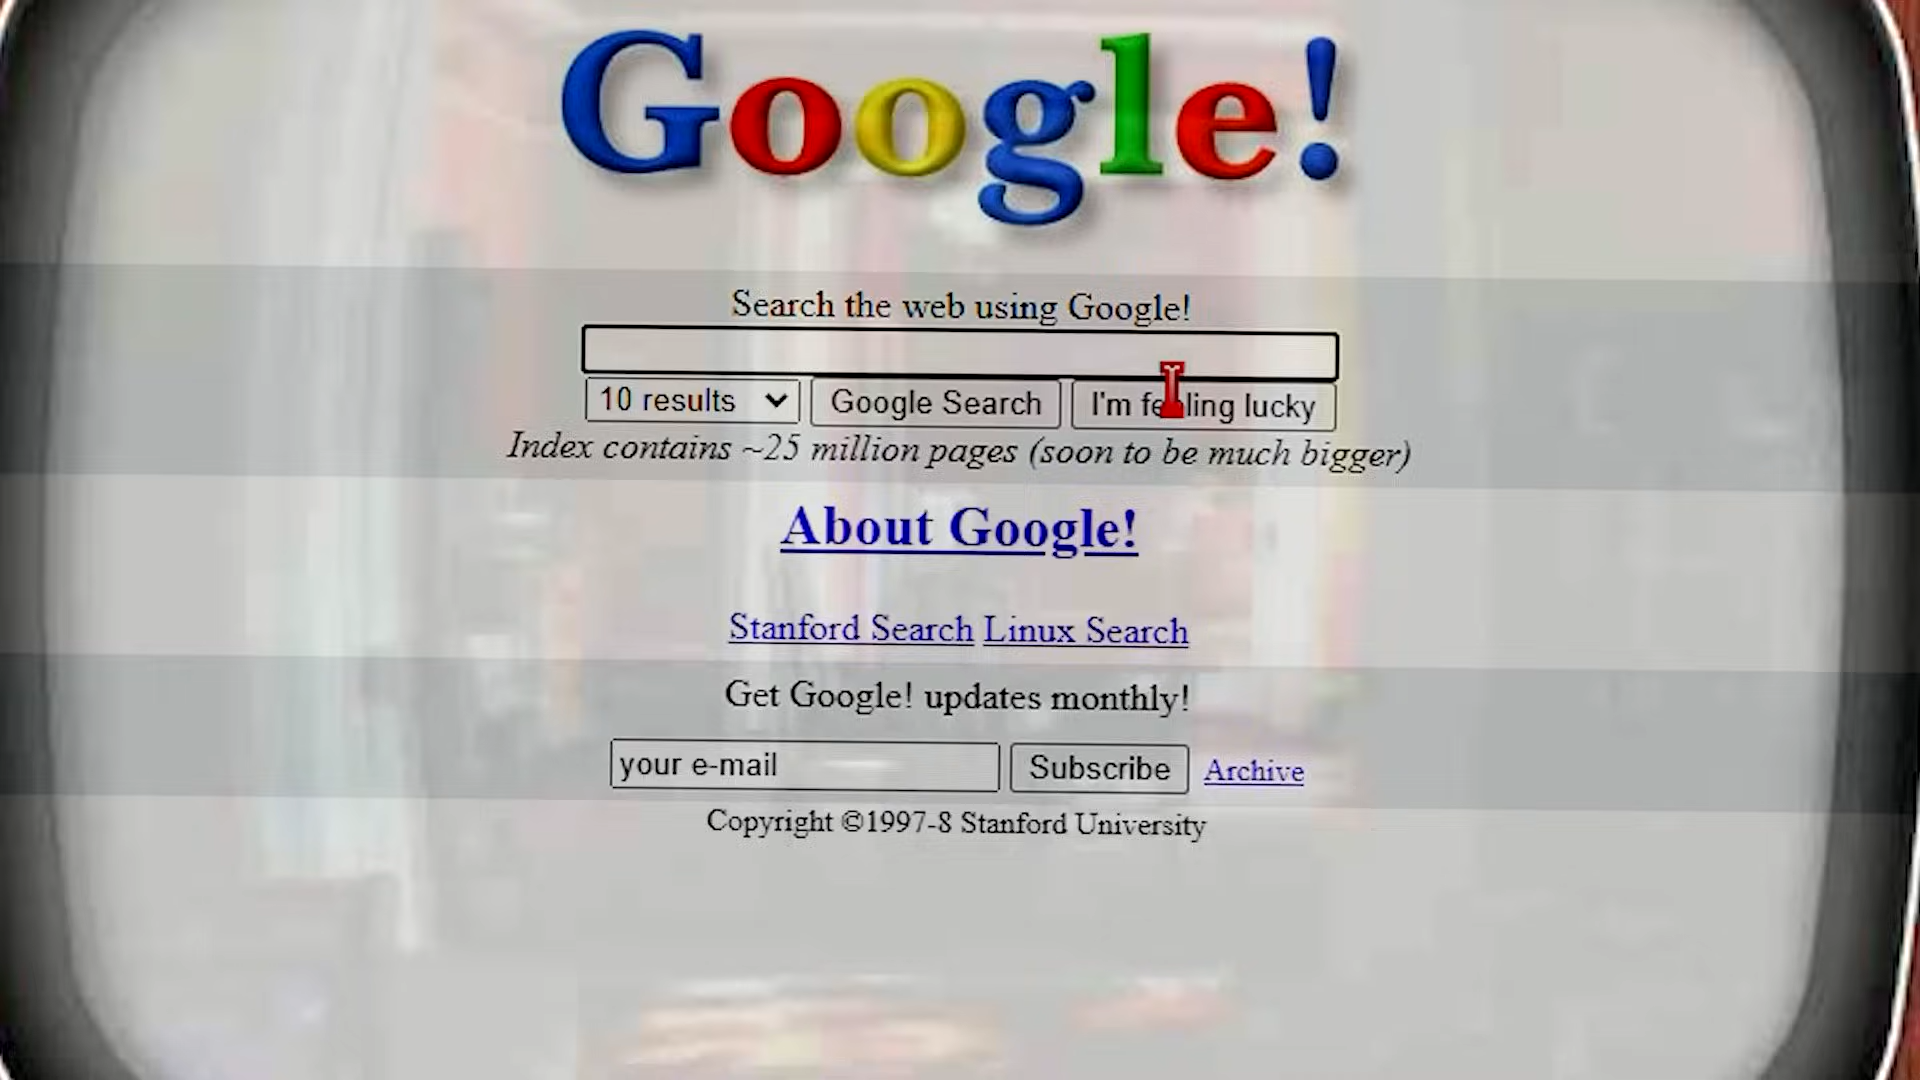 Google!
Search the web using Google!
10 results Google Search I'm feeling lucky
Index contains ~25 million pages (soon to be much bigger)
About Google!
Stanford Search Linux Search
Get Google! updates monthly!
your e-mail Subscribe Archive
Copyright ©1997-8 Stanford University